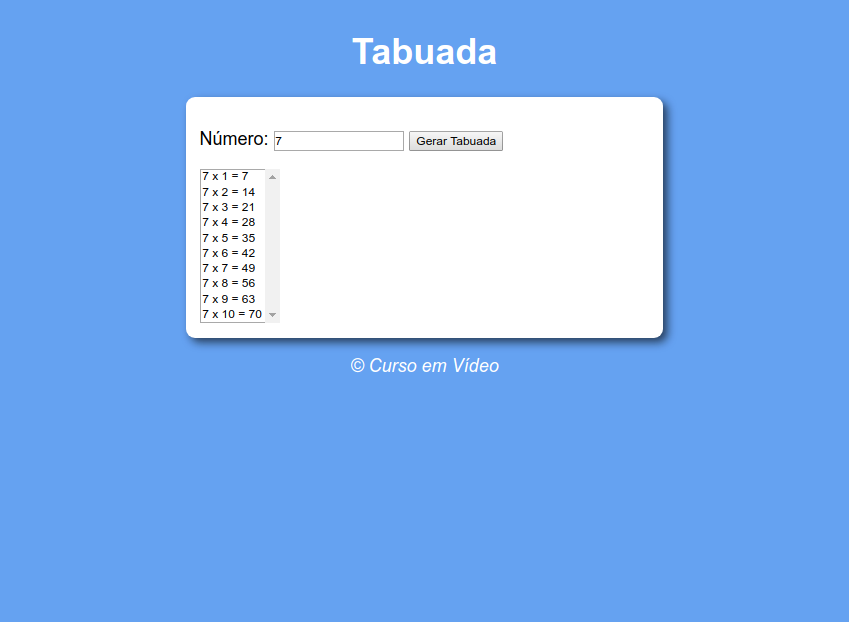 Tabuada
Número: 7 Gerar Tabuada
7 x 1 = 7
7 x 2 = 14
7 x 3 = 21
7 x 4 = 28
7 x 5 = 35
7 x 6 = 42
7 x 7 = 49
7 x 8 = 56
7 x 9 = 63
7 x 10 = 70
© Curso em Vídeo